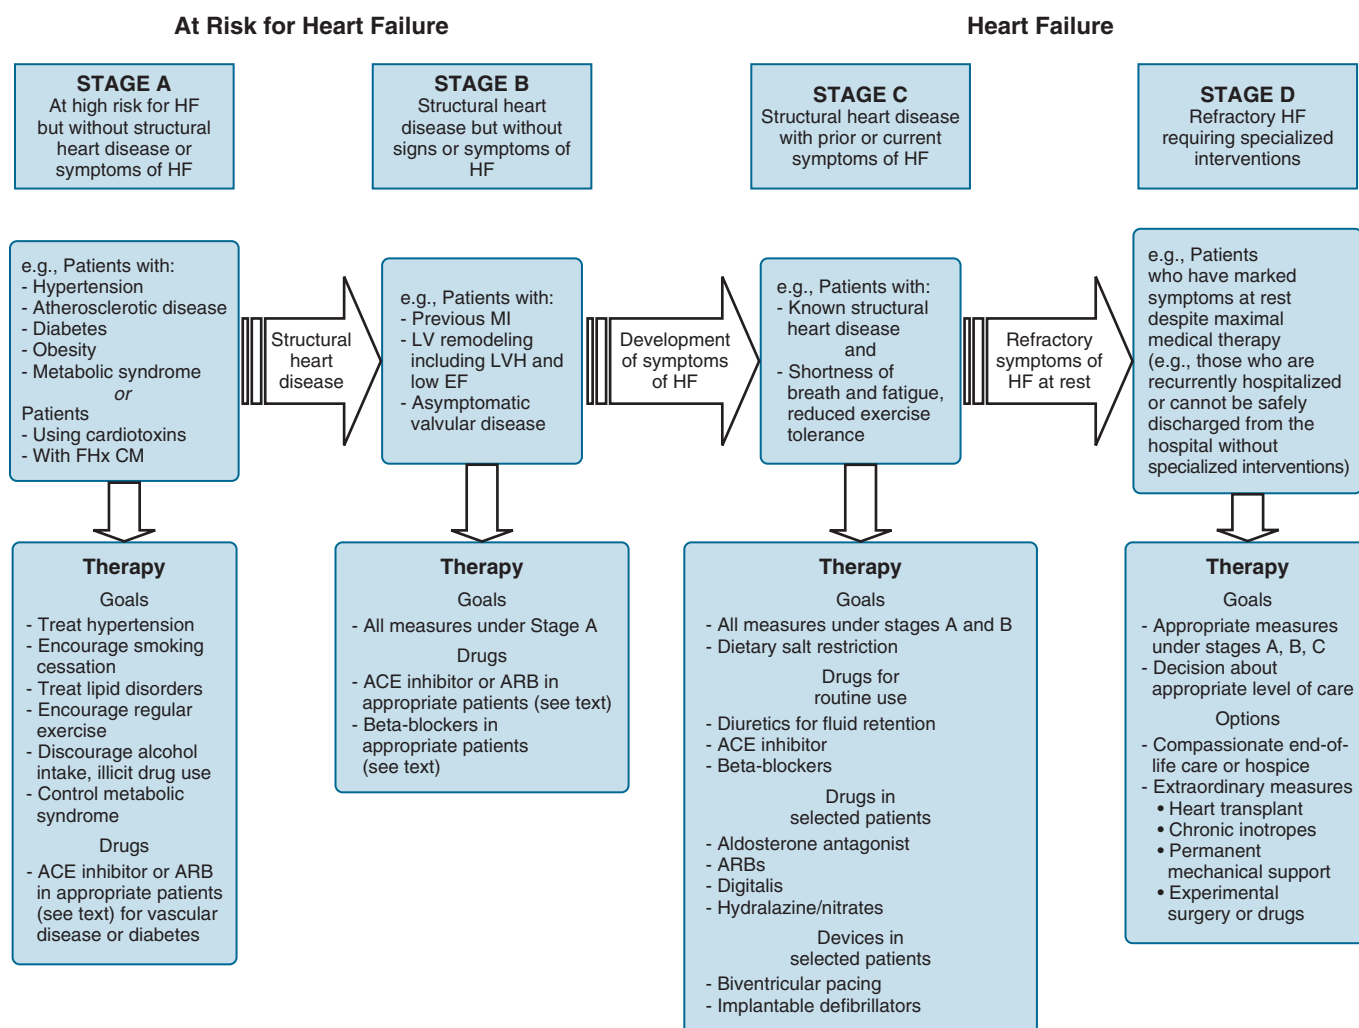 At Risk for Heart Failure
Heart Failure
STAGE A
At high risk for HF
but without structural
heart disease or
symptoms of HF
STAGE B
Structural heart
disease but without
signs or symptoms of
HF
STAGE C
Structural heart disease
with prior or current
symptoms of HF
STAGE D
Refractory HF
requiring specialized
interventions
e.g., Patients with:
- Hypertension
- Atherosclerotic disease
- Diabetes
- Obesity
- Metabolic syndrome
or
Patients
- Using cardiotoxins
- With FHx CM
Structural
heart
disease
e.g., Patients with:
- Previous MI
- LV remodeling
including LVH and
low EF
- Asymptomatic
valvular disease
Development
of symptoms
of HF
e.g., Patients with:
- Known structural
heart disease
and
- Shortness of
breath and fatigue,
reduced exercise
tolerance
Refractory
symptoms of
HF at rest
e.g., Patients
who have marked
symptoms at rest
despite maximal
medical therapy
(e.g., those who are
recurrently hospitalized
or cannot be safely
discharged from the
hospital without
specialized interventions)
Therapy
Goals
- Treat hypertension
- Encourage smoking
cessation
- Treat lipid disorders
- Encourage regular
exercise
- Discourage alcohol
intake, illicit drug use
- Control metabolic
syndrome
Drugs
- ACE inhibitor or ARB
in appropriate patients
(see text) for vascular
disease or diabetes
Therapy
Goals
- All measures under Stage A
Drugs
- ACE inhibitor or ARB in
appropriate patients (see text)
- Beta-blockers in
appropriate patients
(see text)
Therapy
Goals
- All measures under stages A and B
- Dietary salt restriction
Drugs for
routine use
- Diuretics for fluid retention
- ACE inhibitor
- Beta-blockers
Drugs in
selected patients
- Aldosterone antagonist
- ARBs
- Digitalis
- Hydralazine/nitrates
Devices in
selected patients
- Biventricular pacing
- Implantable defibrillators
Therapy
Goals
- Appropriate measures
under stages A, B, C
- Decision about
appropriate level of care
Options
- Compassionate end-of-
life care or hospice
- Extraordinary measures
• Heart transplant
• Chronic inotropes
• Permanent
mechanical support
• Experimental
surgery or drugs